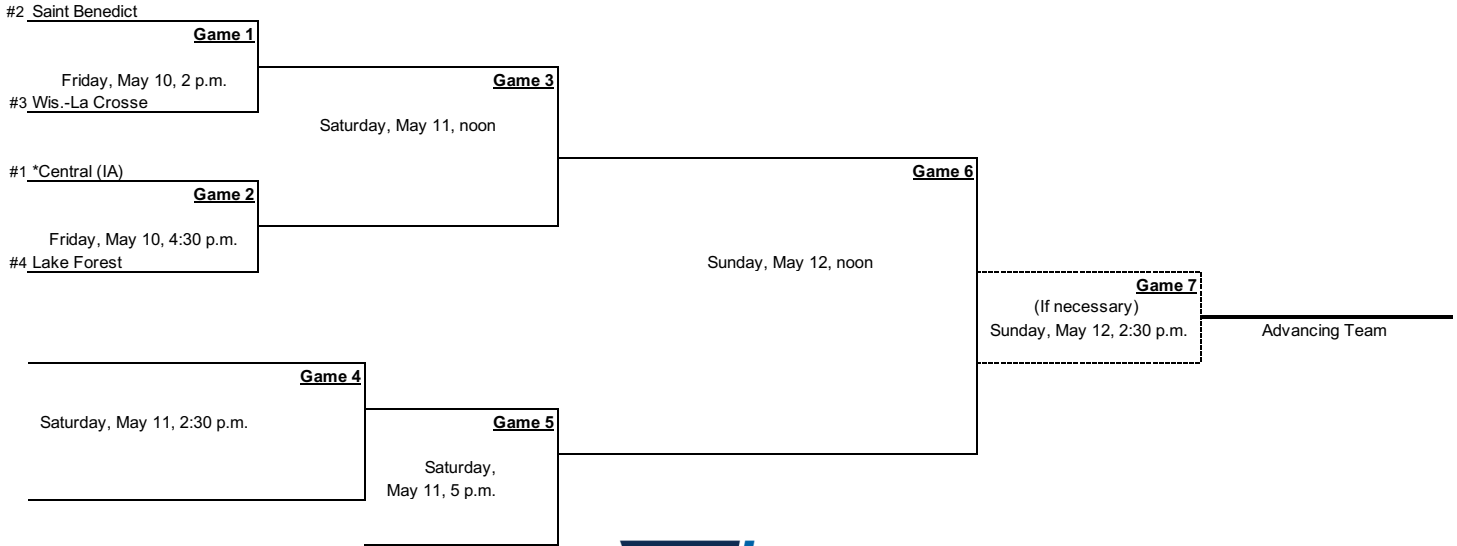 #2 Saint Benedict
Game 1
Friday, May 10, 2 p.m.
#3 Wis.-La Crosse
Game 3
Saturday, May 11, noon
#1 *Central (IA)
Game 2
Friday, May 10, 4:30 p.m.
#4 Lake Forest
Game 6
Sunday, May 12, noon
Game 7
(If necessary)
Sunday, May 12, 2:30 p.m.
Advancing Team
Game 4
Saturday, May 11, 2:30 p.m.
Game 5
Saturday,
May 11, 5 p.m.